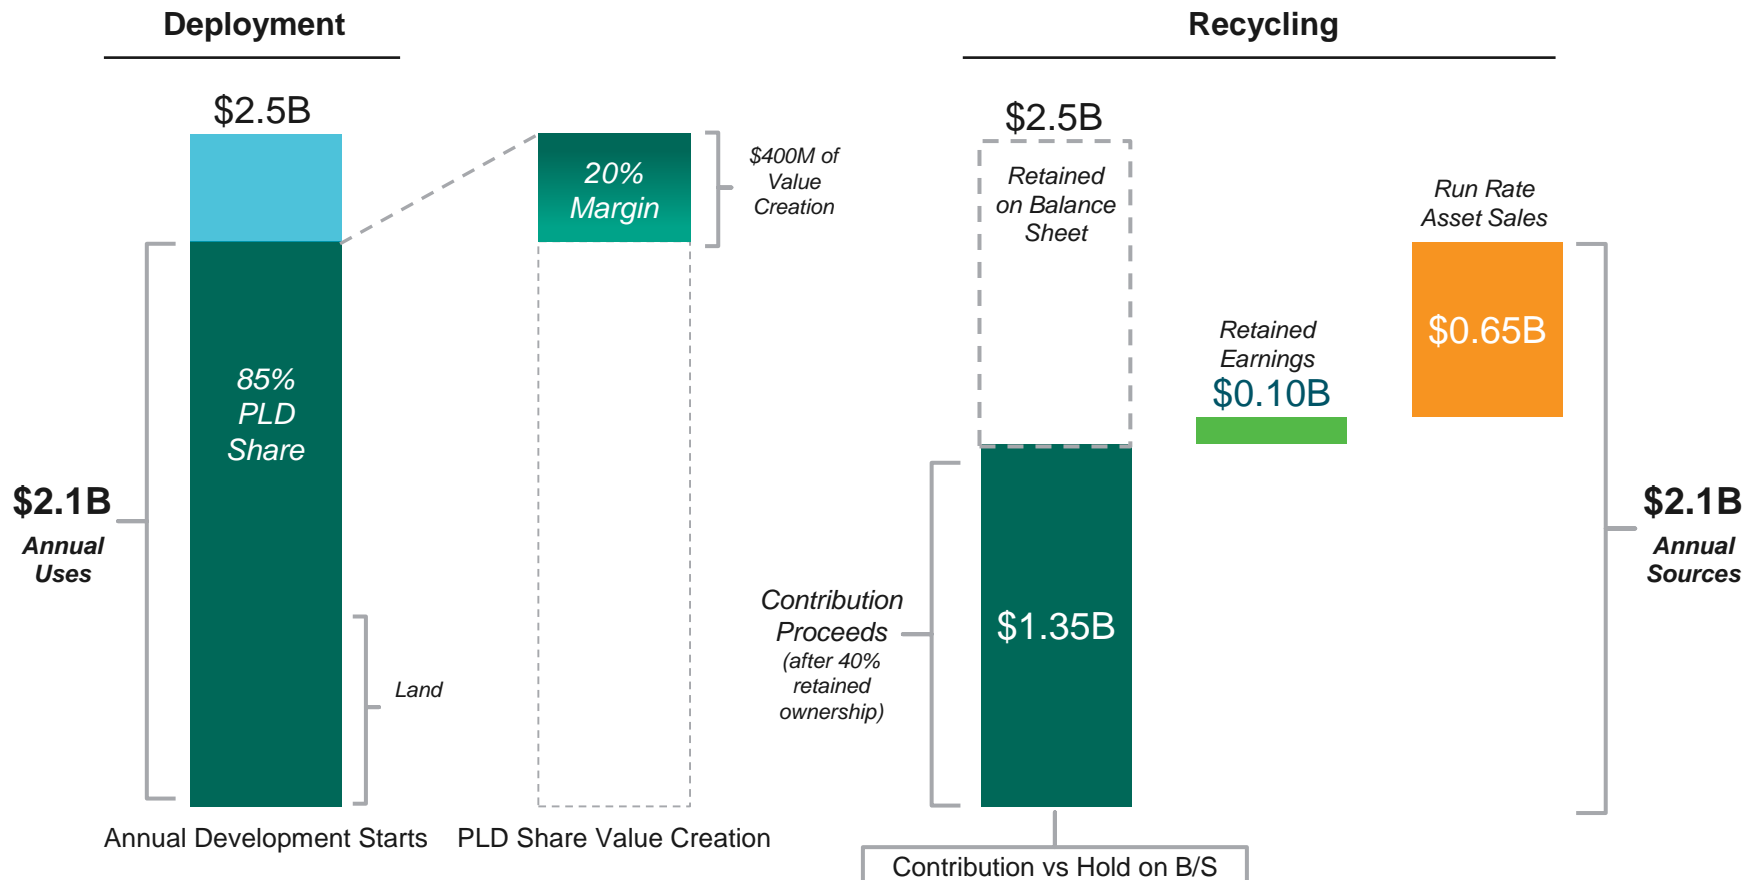 Deployment
Recycling
$2.5B
85%
PLD
Share
$2.1B
Annual
Uses
Land
Annual Development Starts
20%
Margin
$400M of
Value
Creation
PLD Share Value Creation
$2.5B
Retained
on Balance
Sheet
Contribution
Proceeds
(after 40%
retained
ownership)
$1.35B
Contribution vs Hold on B/S
Retained
Earnings
$0.10B
Run Rate
Asset Sales
$0.65B
$2.1B
Annual
Sources